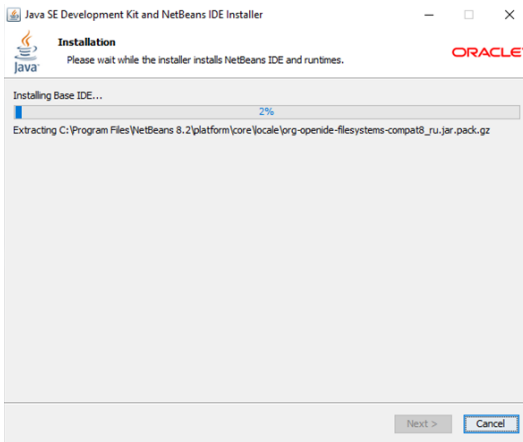 Java SE Development Kit and NetBeans IDE Installer
Installation
Please wait while the installer installs NetBeans IDE and runtimes.
Java
ORACLE
Installing Base IDE...
2%
Extracting C:\Program Files\NetBeans 8.2\platform\core\locale\org-openide-filesystems-compat8_ru.jar.pack.gz
Next >
Cancel